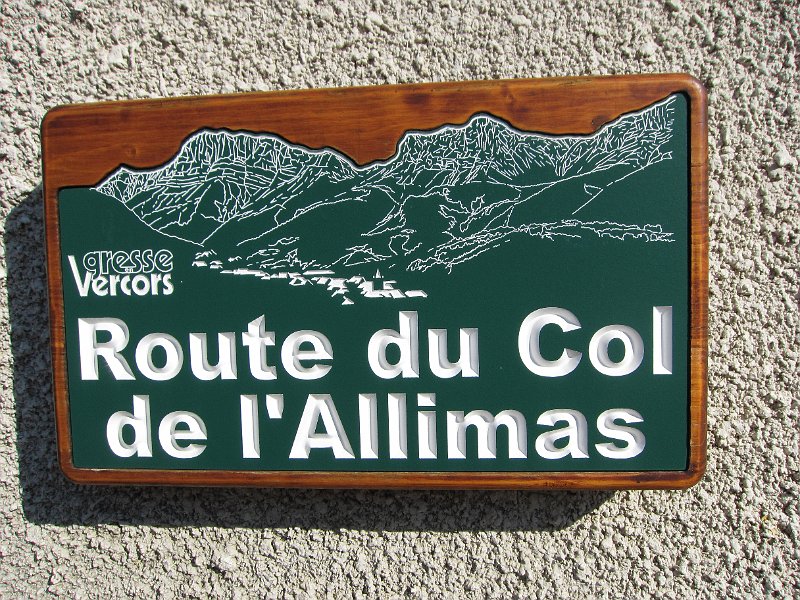 gresse
Vercors
Route du Col
de l'Allimas